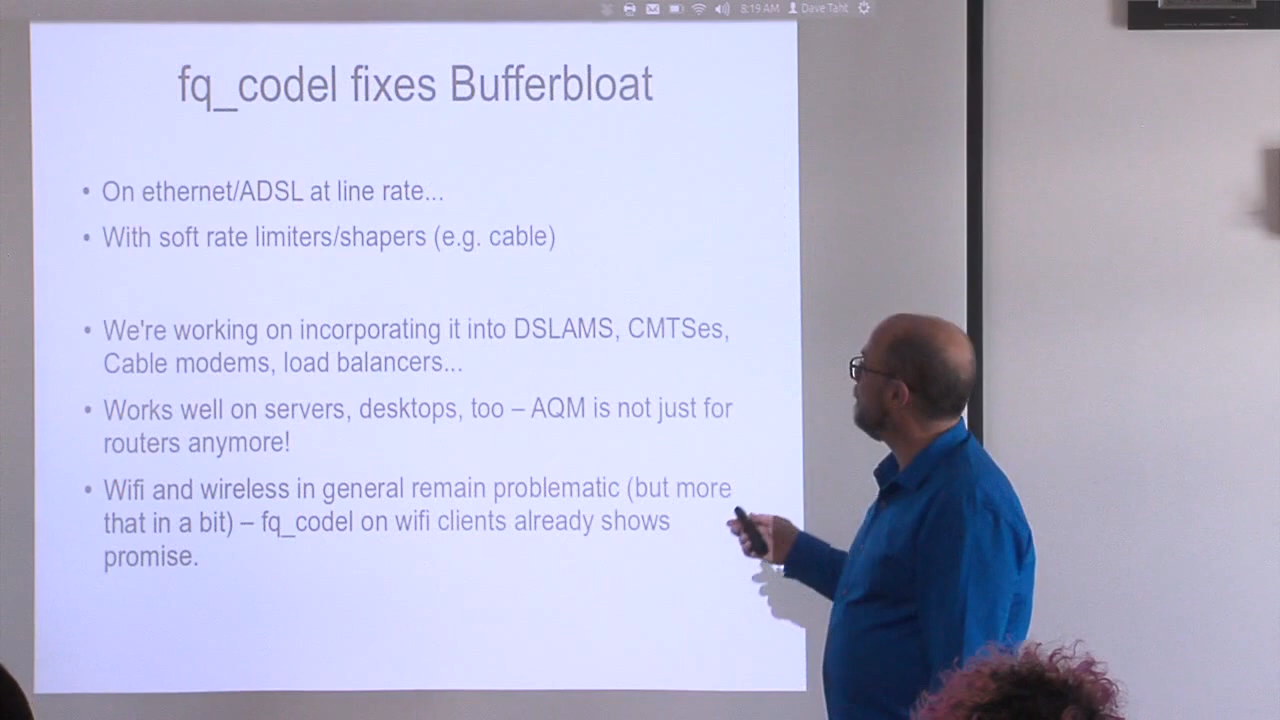 8:19 AM Dave Taht
fq_codel fixes Bufferbloat
• On ethernet/ADSL at line rate...
• With soft rate limiters/shapers (e.g. cable)
• We're working on incorporating it into DSLAMS, CMTSes,
Cable modems, load balancers...
• Works well on servers, desktops, too – AQM is not just for
routers anymore!
• Wifi and wireless in general remain problematic (but more
that in a bit) – fq_codel on wifi clients already shows
promise.